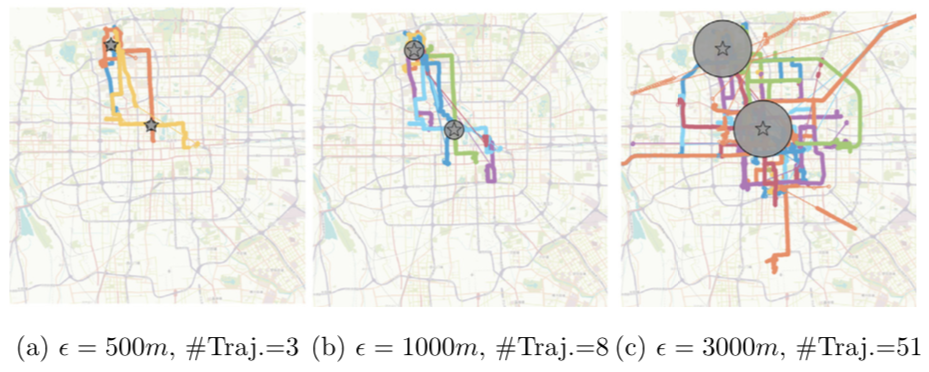 (a) ϵ = 500m, #Traj.=3 (b) ϵ = 1000m, #Traj.=8 (c) ϵ = 3000m, #Traj.=51